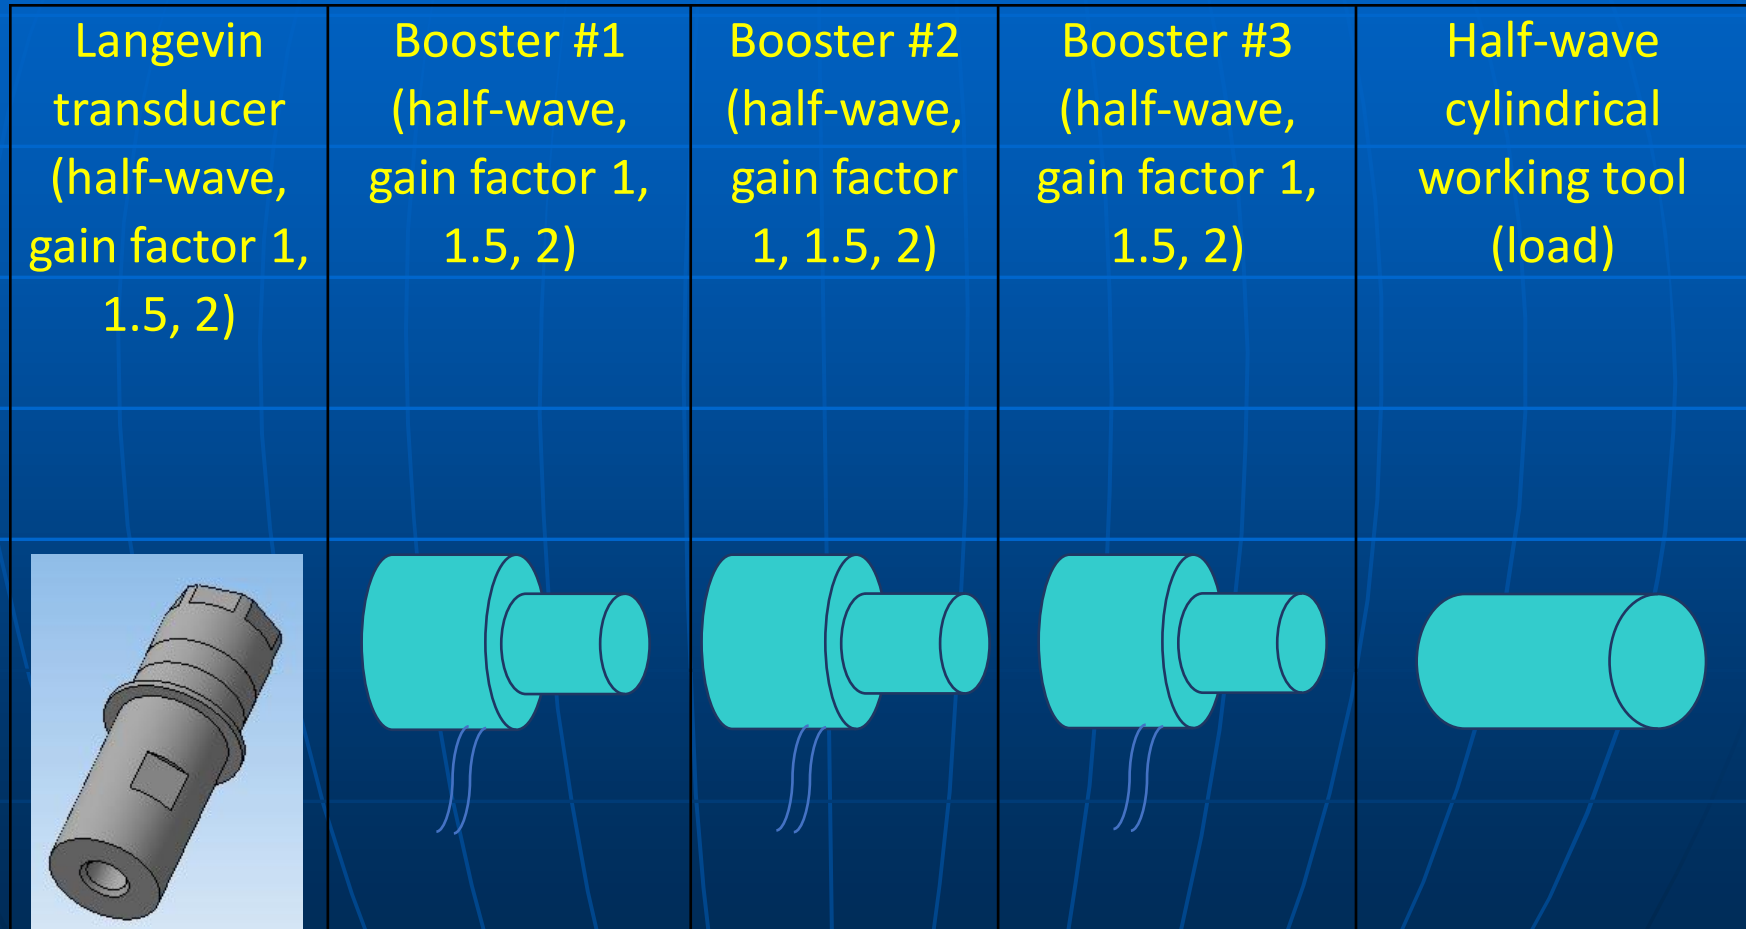 Langevin
transducer
(half-wave,
gain factor 1,
1.5, 2)
Booster #1
(half-wave,
gain factor 1,
1.5, 2)
Booster #2
(half-wave,
gain factor
1, 1.5, 2)
Booster #3
(half-wave,
gain factor 1,
1.5, 2)
Half-wave
cylindrical
working tool
(load)